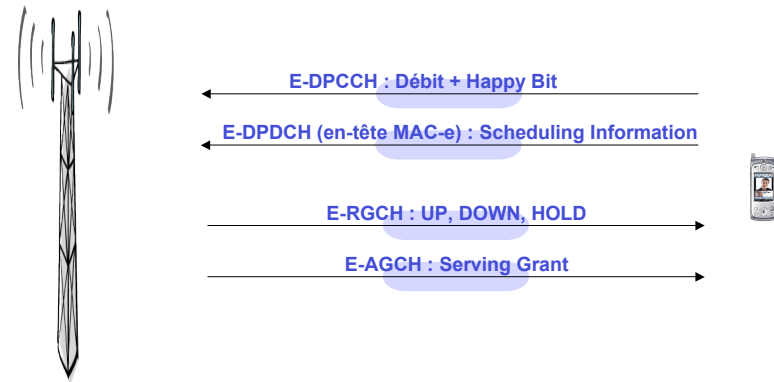 E-DPCCH : Débit + Happy Bit
E-DPDCH (en-tête MAC-e) : Scheduling Information
E-RGCH : UP, DOWN, HOLD
E-AGCH : Serving Grant